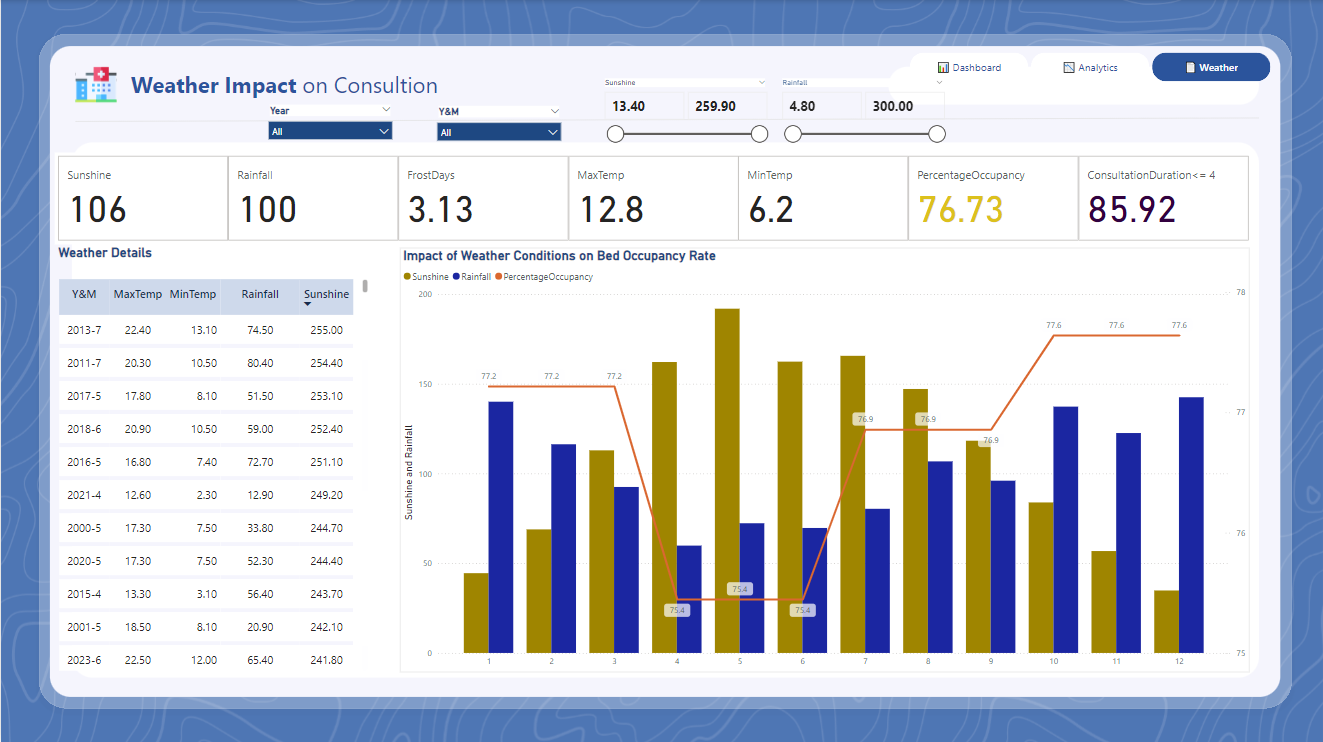 Weather Impact on Consultion
Dashboard
Analytics
Weather
Year
All
Y&M
All
Sunshine
13.40 259.90
Rainfall
4.80 300.00
Sunshine
106
Rainfall
100
FrostDays
3.13
MaxTemp
12.8
MinTemp
6.2
PercentageOccupancy
76.73
ConsultationDuration<= 4
85.92
Weather Details
Y&M MaxTemp MinTemp Rainfall Sunshine
2013-7 22.40 13.10 74.50 255.00
2011-7 20.30 10.50 80.40 254.40
2017-5 17.80 8.10 51.50 253.10
2018-6 20.90 10.50 59.00 252.40
2016-5 16.80 7.40 72.70 251.10
2021-4 12.60 2.30 12.90 249.20
2000-5 17.30 7.50 33.80 244.70
2020-5 17.30 7.50 52.30 244.40
2015-4 13.30 3.10 56.40 243.70
2001-5 18.50 8.10 20.90 242.10
2023-6 22.50 12.00 65.40 241.80
Impact of Weather Conditions on Bed Occupancy Rate
Sunshine Rainfall PercentageOccupancy
Sunshine and Rainfall
200
150
100
50
0
77.2 77.2 77.2 75.4 75.4 75.4 76.9 76.9 76.9 77.6 77.6 77.6
78
77
76
75
1 2 3 4 5 6 7 8 9 10 11 12